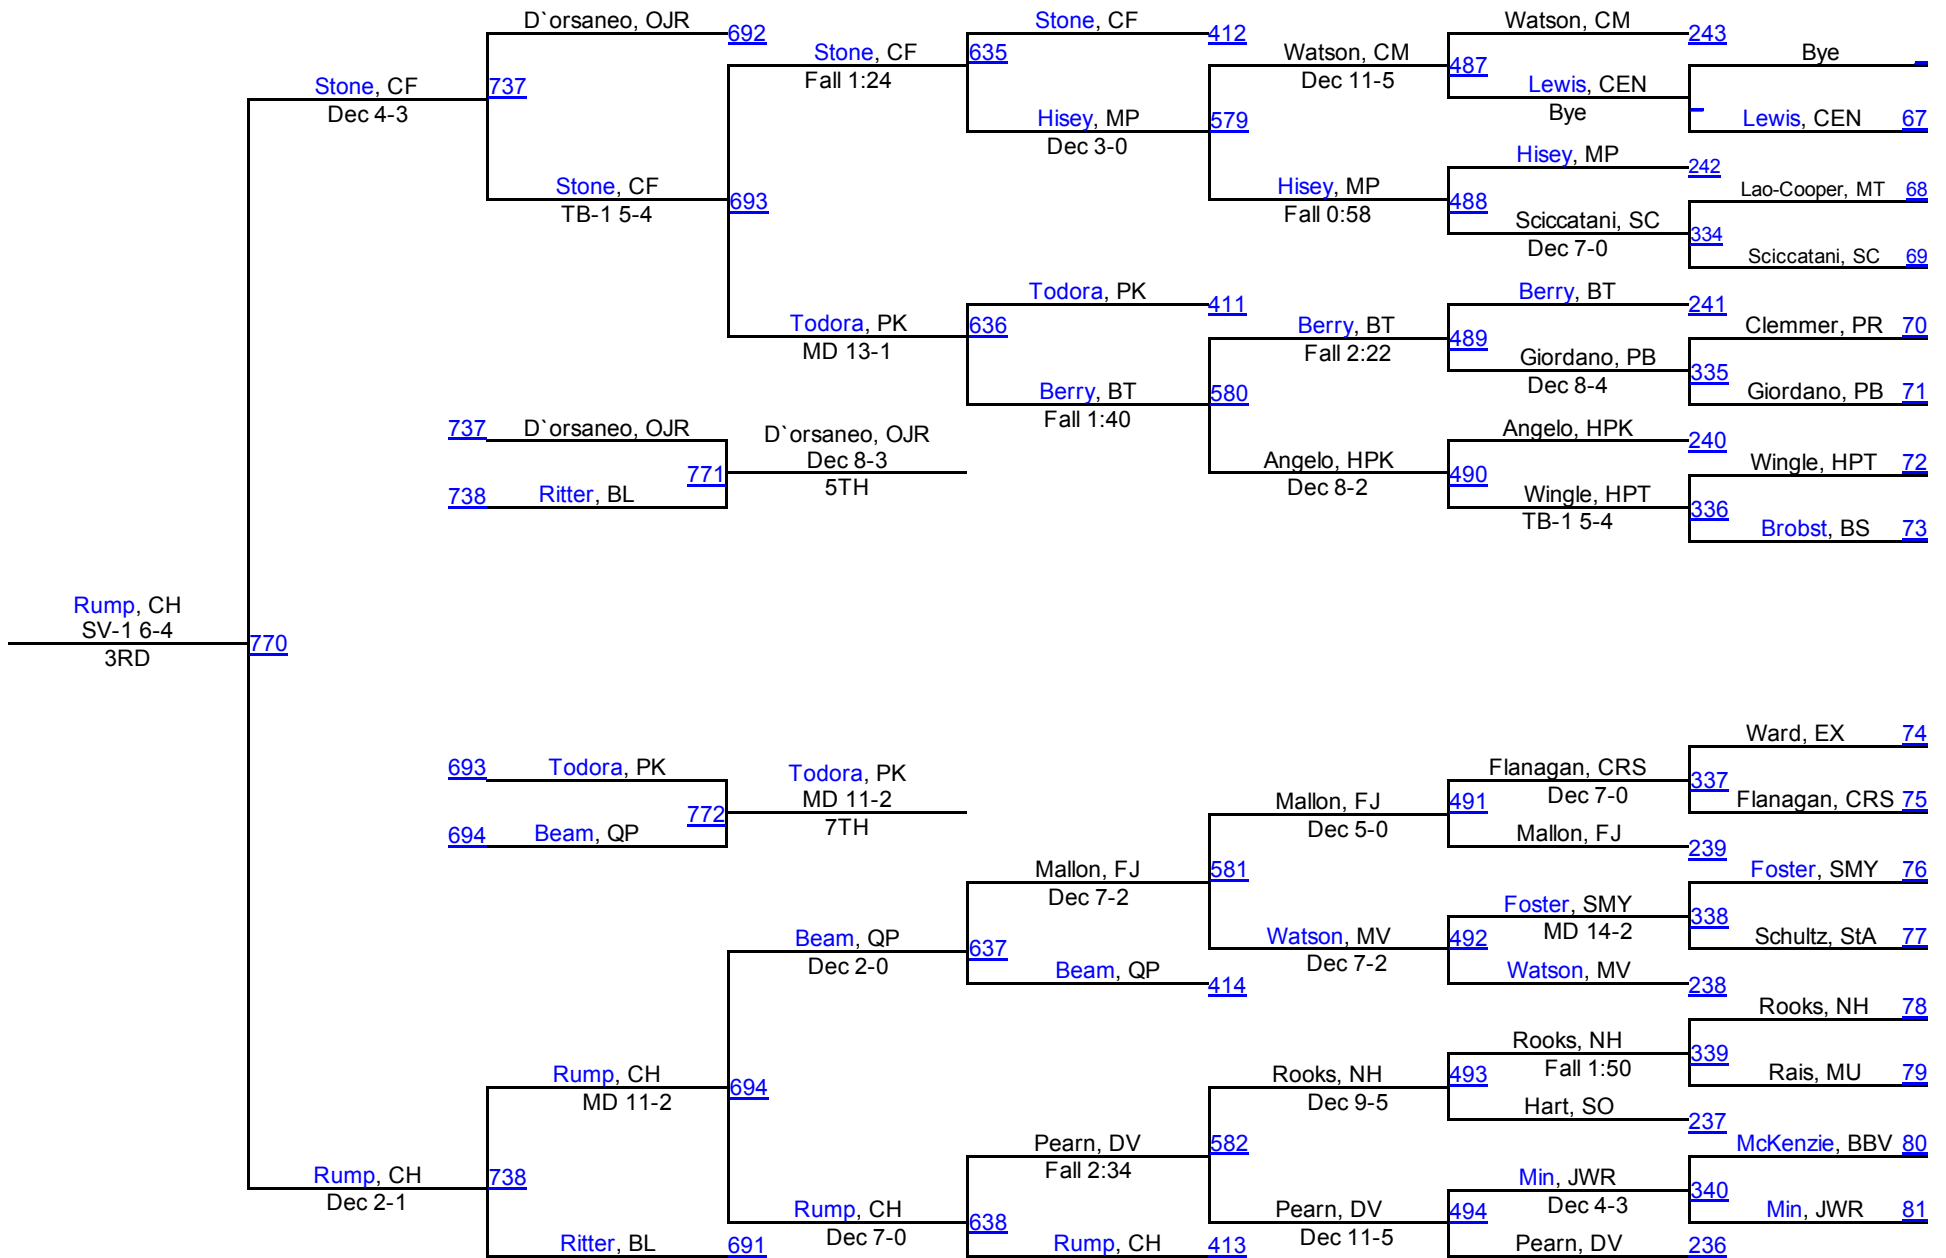 D`orsaneo, OJR
692
Stone, CF
412
Watson, CM
243
Stone, CF
Fall 1:24
635
Watson, CM
Dec 11-5
487
Bye
Stone, CF
Dec 4-3
737
Lewis, CEN
Bye
Hisey, MP
Dec 3-0
579
Lewis, CEN 67
Hisey, MP
242
Stone, CF
TB-1 5-4
693
Hisey, MP
Fall 0:58
488
Lao-Cooper, MT 68
Sciccatani, SC
Dec 7-0
334
Sciccatani, SC 69
Todora, PK
411
Berry, BT
241
Todora, PK
MD 13-1
636
Berry, BT
Fall 2:22
489
Clemmer, PR 70
Giordano, PB
Dec 8-4
335
Berry, BT
Fall 1:40
580
Giordano, PB 71
737 D`orsaneo, OJR
D`orsaneo, OJR
Dec 8-3
5TH
771
738 Ritter, BL
Angelo, HPK
240
Angelo, HPK
Dec 8-2
490
Wingle, HPT 72
Wingle, HPT
TB-1 5-4
336
Brobst, BS 73
Rump, CH
SV-1 6-4
3RD
770
Ward, EX 74
693 Todora, PK
Todora, PK
MD 11-2
7TH
772
694 Beam, QP
Flanagan, CRS
Dec 7-0
337
Mallon, FJ
Dec 5-0
491
Flanagan, CRS 75
Mallon, FJ
239
Mallon, FJ
Dec 7-2
581
Foster, SMY 76
Foster, SMY
MD 14-2
338
Beam, QP
Dec 2-0
637
Watson, MV
Dec 7-2
492
Schultz, StA 77
Beam, QP
414
Watson, MV
238
Rooks, NH 78
Rooks, NH
Fall 1:50
339
Rump, CH
MD 11-2
694
Rooks, NH
Dec 9-5
493
Rais, MU 79
Hart, SO
237
Pearn, DV
Fall 2:34
582
McKenzie, BBV 80
Rump, CH
Dec 2-1
738
Min, JWR
Dec 4-3
340
Rump, CH
Dec 7-0
638
Pearn, DV
Dec 11-5
494
Min, JWR 81
Ritter, BL
691
Rump, CH
413
Pearn, DV
236